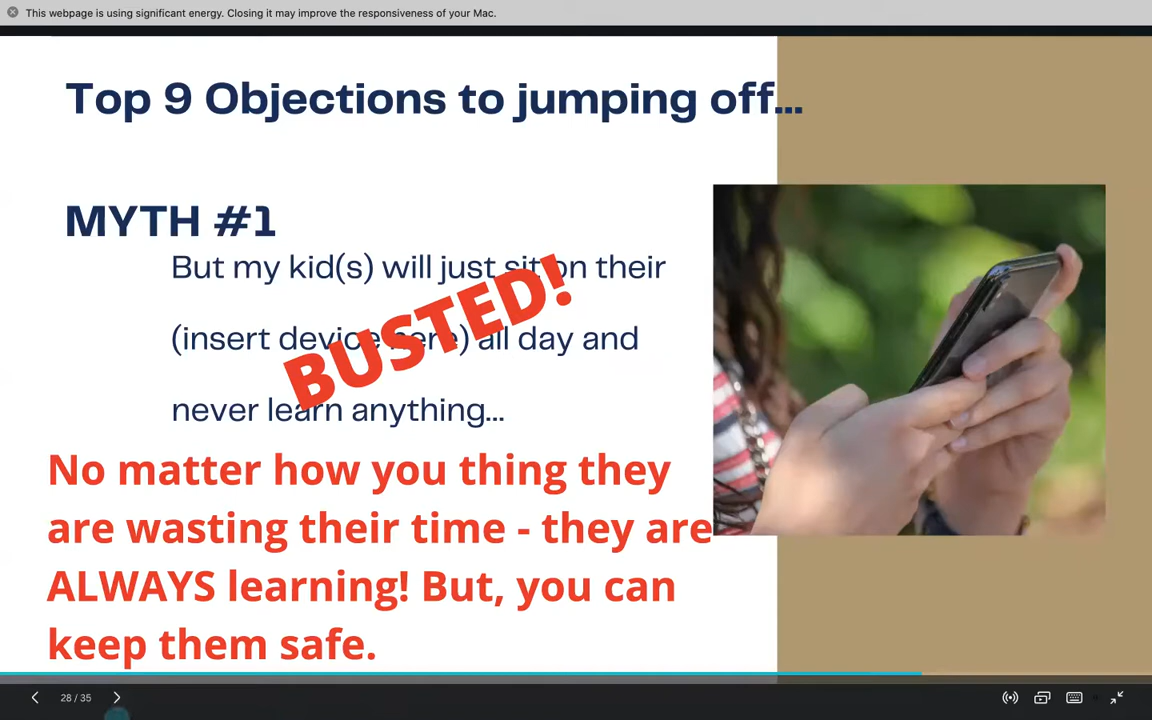 This webpage is using significant energy. Closing it may improve the responsiveness of your Mac.
Top 9 Objections to jumping off...
MYTH #1
But my kid(s) will just sit on their
(insert device here) all day and
never learn anything...
BUSTED!
No matter how you thing they
are wasting their time - they are
ALWAYS learning! But, you can
keep them safe.
28 / 35